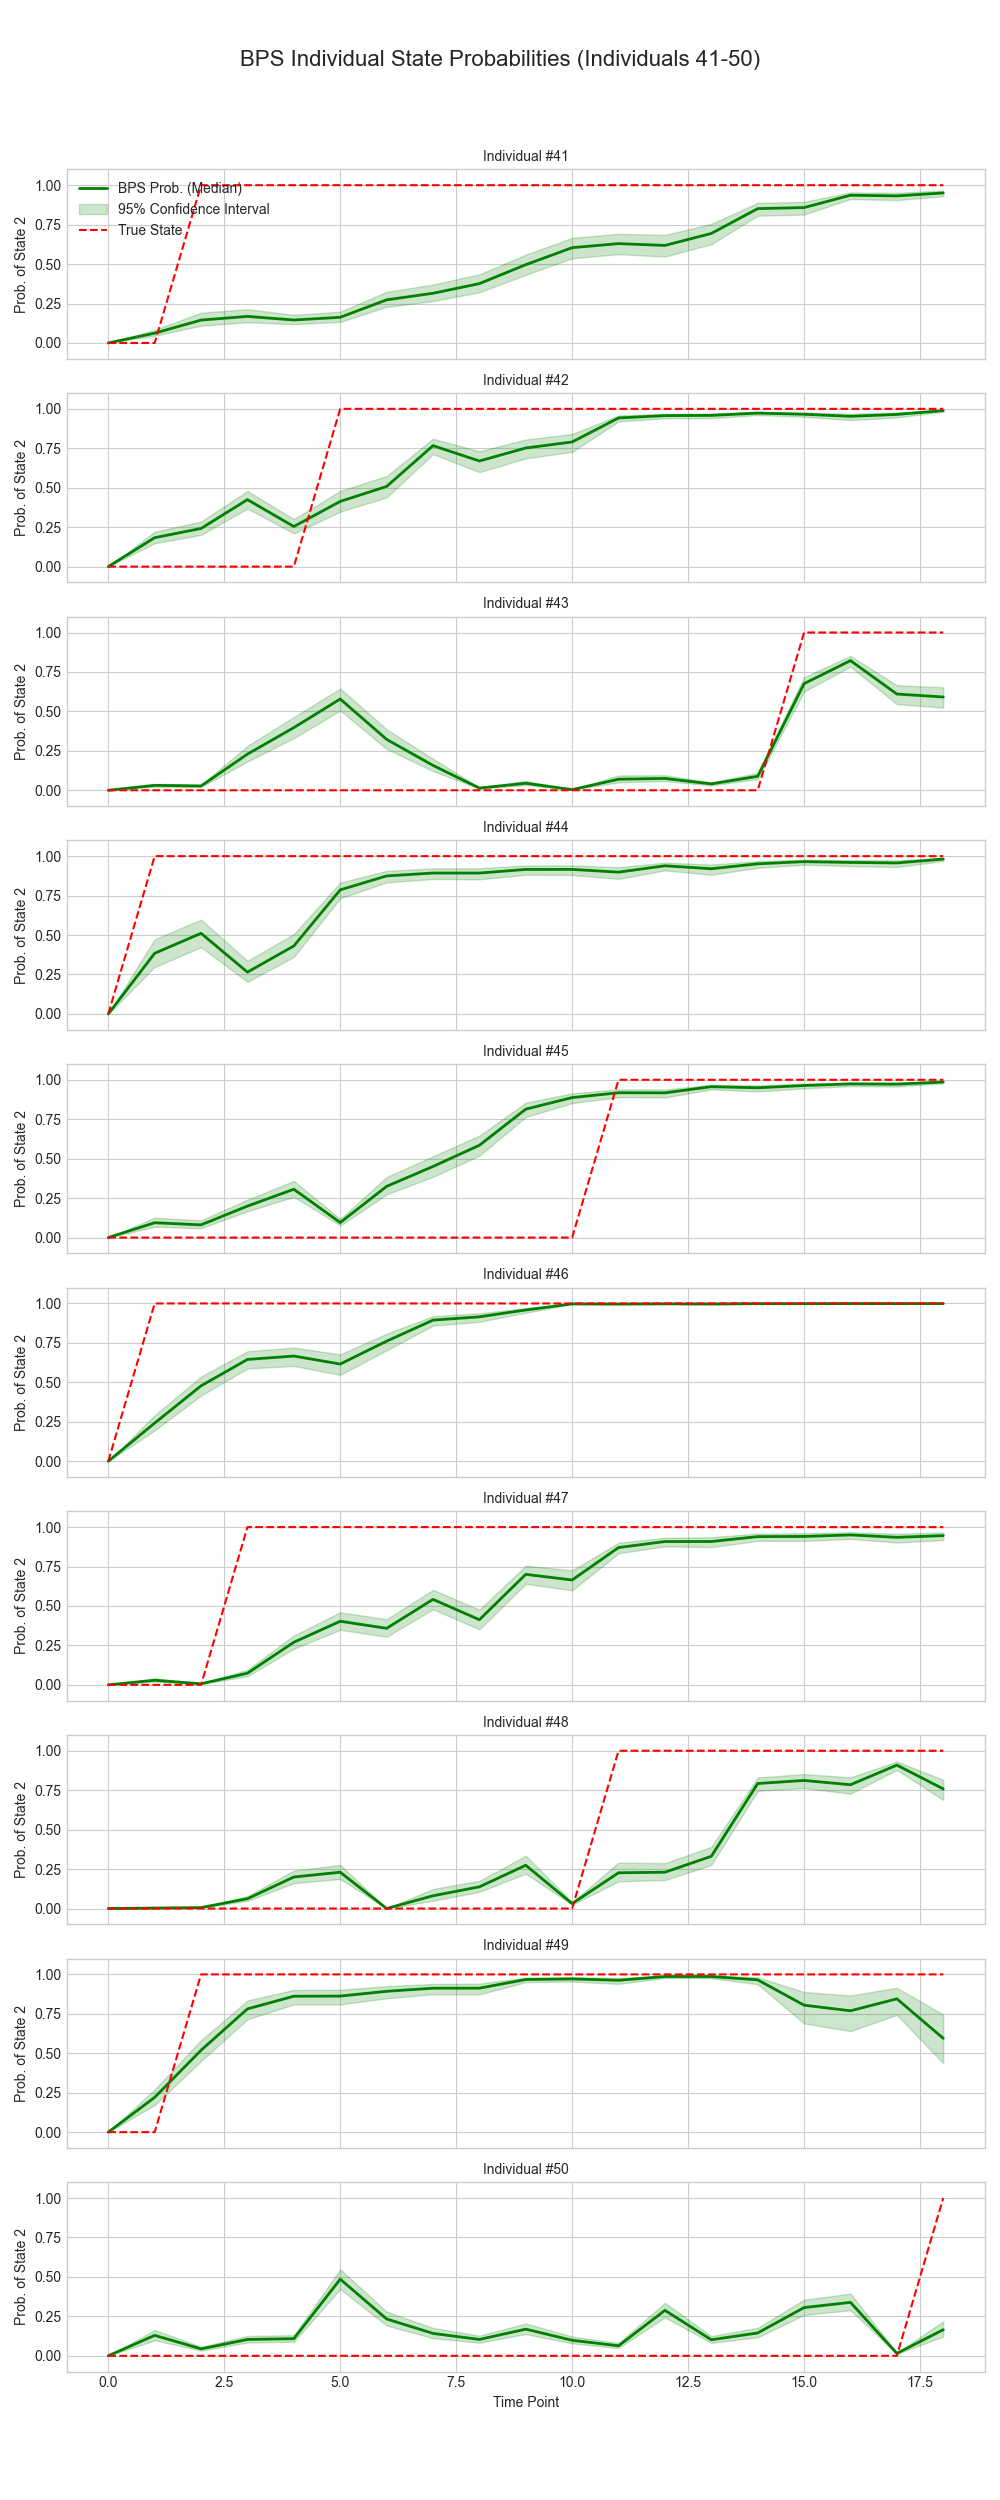 BPS Individual State Probabilities (Individuals 41-50)
Individual #41
1.00
0.75
0.50
0.25
0.00
Prob. of State 2
BPS Prob. (Median)
95% Confidence Interval
True State
Individual #42
1.00
0.75
0.50
0.25
0.00
Prob. of State 2
Individual #43
1.00
0.75
0.50
0.25
0.00
Prob. of State 2
Individual #44
1.00
0.75
0.50
0.25
0.00
Prob. of State 2
Individual #45
1.00
0.75
0.50
0.25
0.00
Prob. of State 2
Individual #46
1.00
0.75
0.50
0.25
0.00
Prob. of State 2
Individual #47
1.00
0.75
0.50
0.25
0.00
Prob. of State 2
Individual #48
1.00
0.75
0.50
0.25
0.00
Prob. of State 2
Individual #49
1.00
0.75
0.50
0.25
0.00
Prob. of State 2
Individual #50
1.00
0.75
0.50
0.25
0.00
Prob. of State 2
0.0 2.5 5.0 7.5 10.0 12.5 15.0 17.5
Time Point